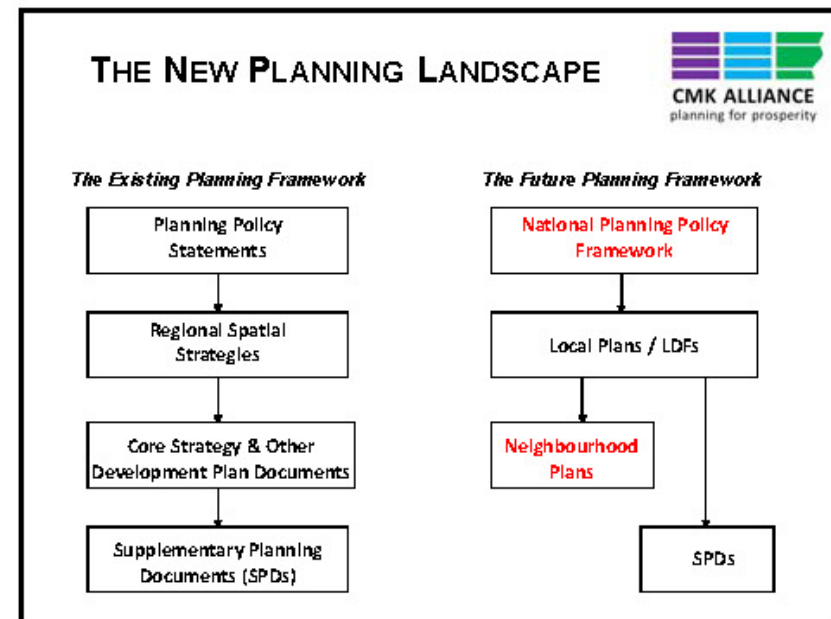 THE NEW PLANNING LANDSCAPE
CMK ALLIANCE
planning for prosperity
The Existing Planning Framework
Planning Policy
Statements
Regional Spatial
Strategies
Core Strategy & Other
Development Plan Documents
Supplementary Planning
Documents (SPDs)
The Future Planning Framework
National Planning Policy
Framework
Local Plans / LDFs
Neighbourhood
Plans
SPDs